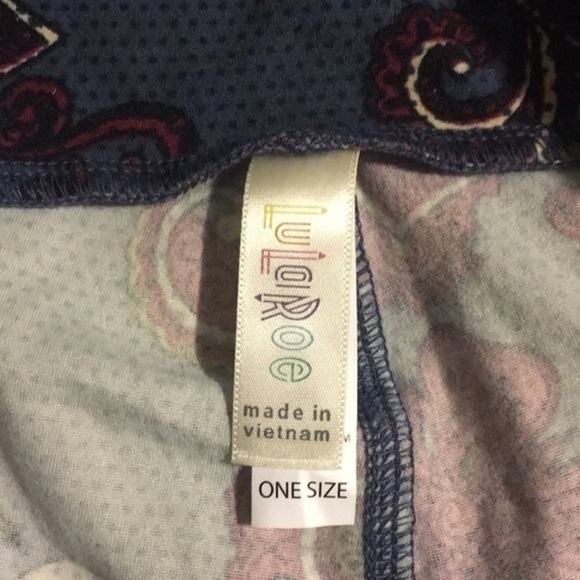 LuLaRoe
made in
vietnam
M
ONE SIZE